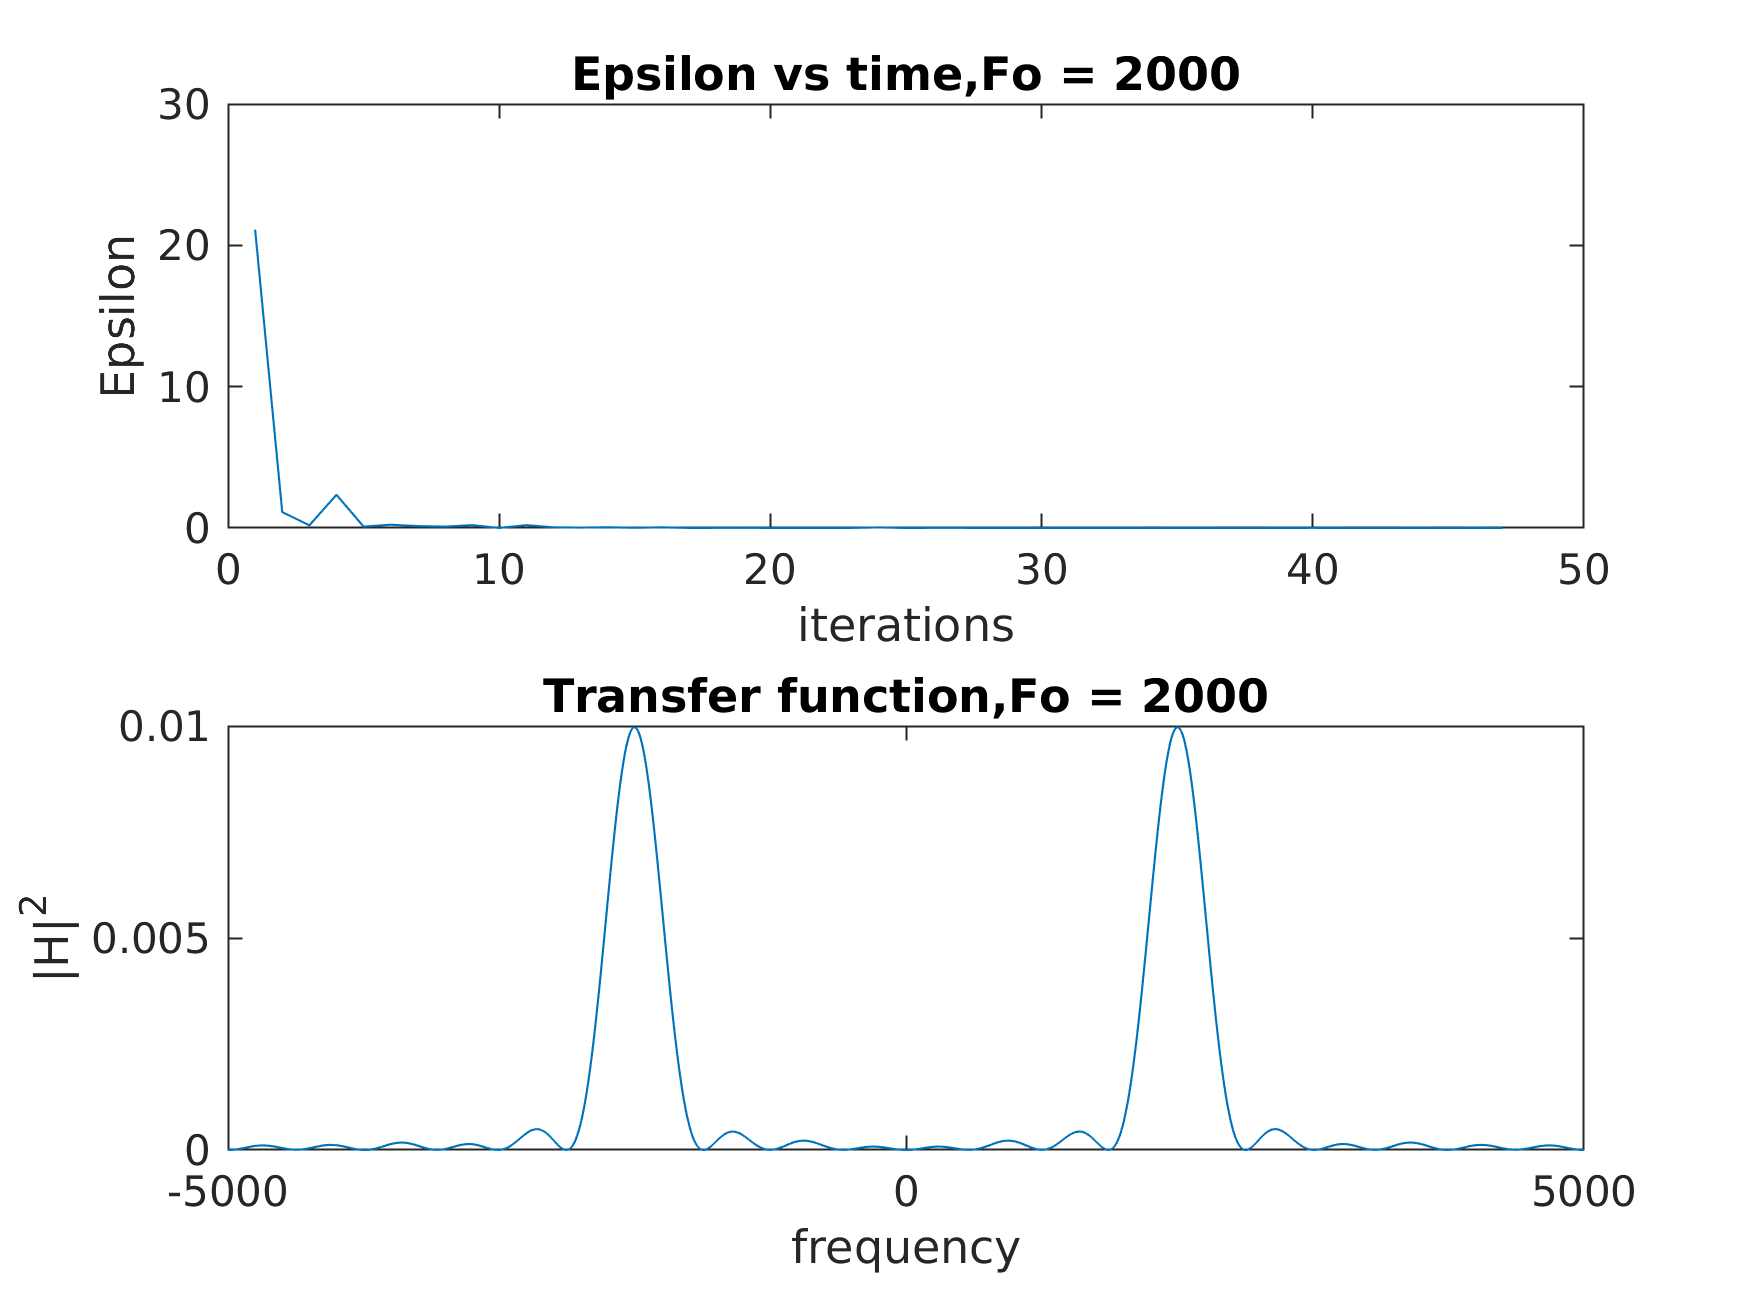 Epsilon vs time,Fo = 2000
30
20
10
0
Epsilon
0 10 20 30 40 50
iterations
Transfer function,Fo = 2000
0.01
0.005
0
|H|²
-5000 0 5000
frequency